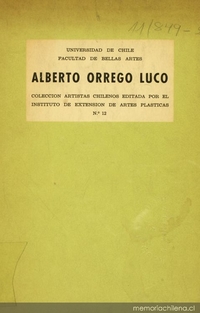 UNIVERSIDAD DE CHILE
FACULTAD DE BELLAS ARTES
ALBERTO ORREGO LUCO
COLECCION ARTISTAS CHILENOS EDITADA POR EL
INSTITUTO DE EXTENSION DE ARTES PLASTICAS
N.º 12
memoriachilena.cl